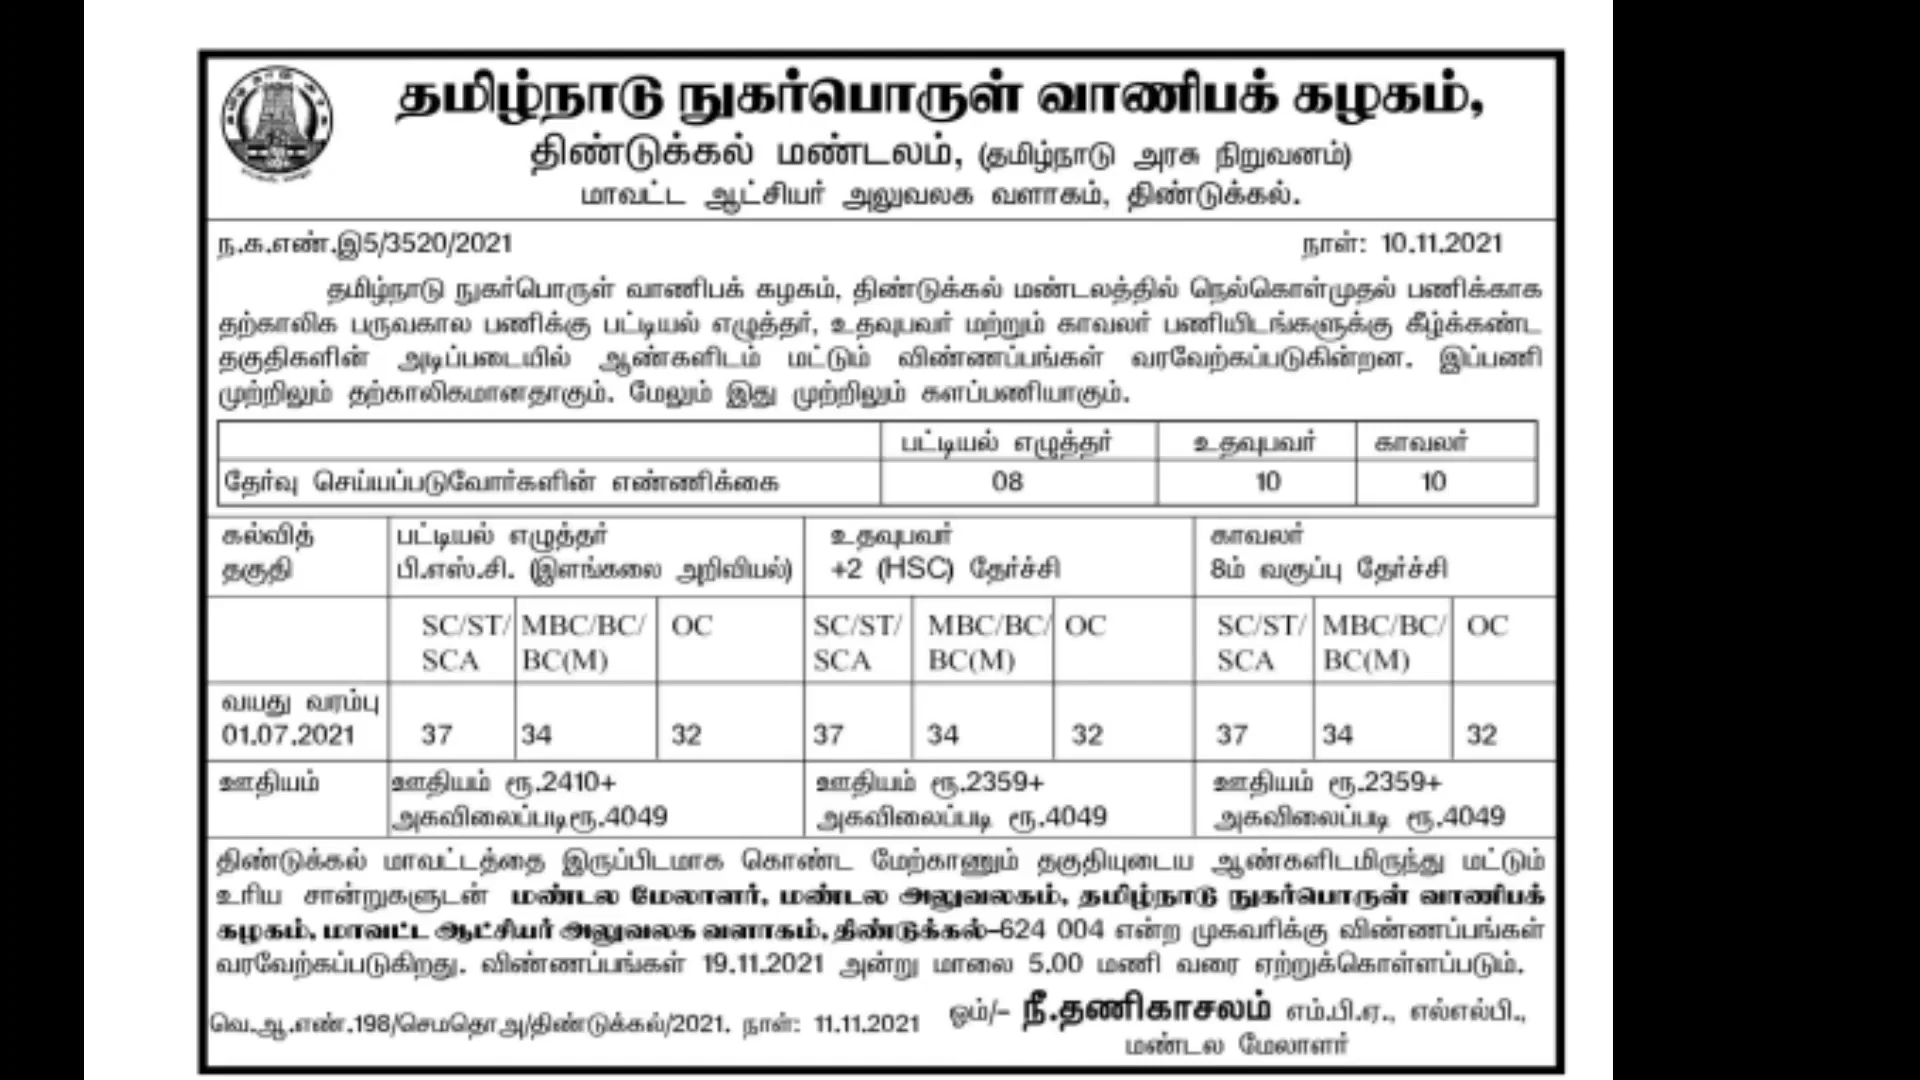 தமிழ்நாடு நுகர்பொருள் வாணிபக் கழகம்,
திண்டுக்கல் மண்டலம், (தமிழ்நாடு அரசு நிறுவனம்)
மாவட்ட ஆட்சியர் அலுவலக வளாகம், திண்டுக்கல்.
ந.க.எண்.இ5/3520/2021 நாள்: 10.11.2021
தமிழ்நாடு நுகர்பொருள் வாணிபக் கழகம், திண்டுக்கல் மண்டலத்தில் நெல்கொள்முதல் பணிக்காக
தற்காலிக பருவகால பணிக்கு பட்டியல் எழுத்தர், உதவுபவர் மற்றும் காவலர் பணியிடங்களுக்கு கீழ்க்கண்ட
தகுதிகளின் அடிப்படையில் ஆண்களிடம் மட்டும் விண்ணப்பங்கள் வரவேற்கப்படுகின்றன. இப்பணி
முற்றிலும் தற்காலிகமானதாகும். மேலும் இது முற்றிலும் களப்பணியாகும்.
பட்டியல் எழுத்தர் உதவுபவர் காவலர்
தேர்வு செய்யப்படுவோர்களின் எண்ணிக்கை 08 10 10
கல்வித் பட்டியல் எழுத்தர் உதவுபவர் காவலர்
தகுதி பி.எஸ்.சி. (இளங்கலை அறிவியல்) +2 (HSC) தேர்ச்சி 8ம் வகுப்பு தேர்ச்சி
SC/ST/ MBC/BC/ OC SC/ST/ MBC/BC/ OC SC/ST/ MBC/BC/ OC
SCA BC(M) SCA BC(M) SCA BC(M)
வயது வரம்பு
01.07.2021 37 34 32 37 34 32 37 34 32
ஊதியம் ஊதியம் ரூ.2410+ ஊதியம் ரூ.2359+ ஊதியம் ரூ.2359+
அகவிலைப்படிரூ.4049 அகவிலைப்படி ரூ.4049 அகவிலைப்படி ரூ.4049
திண்டுக்கல் மாவட்டத்தை இருப்பிடமாக கொண்ட மேற்காணும் தகுதியுடைய ஆண்களிடமிருந்து மட்டும்
உரிய சான்றுகளுடன் மண்டல மேலாளர், மண்டல அலுவலகம், தமிழ்நாடு நுகர்பொருள் வாணிபக்
கழகம், மாவட்ட ஆட்சியர் அலுவலக வளாகம், திண்டுக்கல்–624 004 என்ற முகவரிக்கு விண்ணப்பங்கள்
வரவேற்கப்படுகிறது. விண்ணப்பங்கள் 19.11.2021 அன்று மாலை 5.00 மணி வரை ஏற்றுக்கொள்ளப்படும்.
ஓம்/– நீ.தணிகாசலம் எம்.பி.ஏ., எல்எல்பி.,
வெ.ஆ.எண்.198/செமதொஅ/திண்டுக்கல்/2021. நாள்: 11.11.2021
மண்டல மேலாளர்